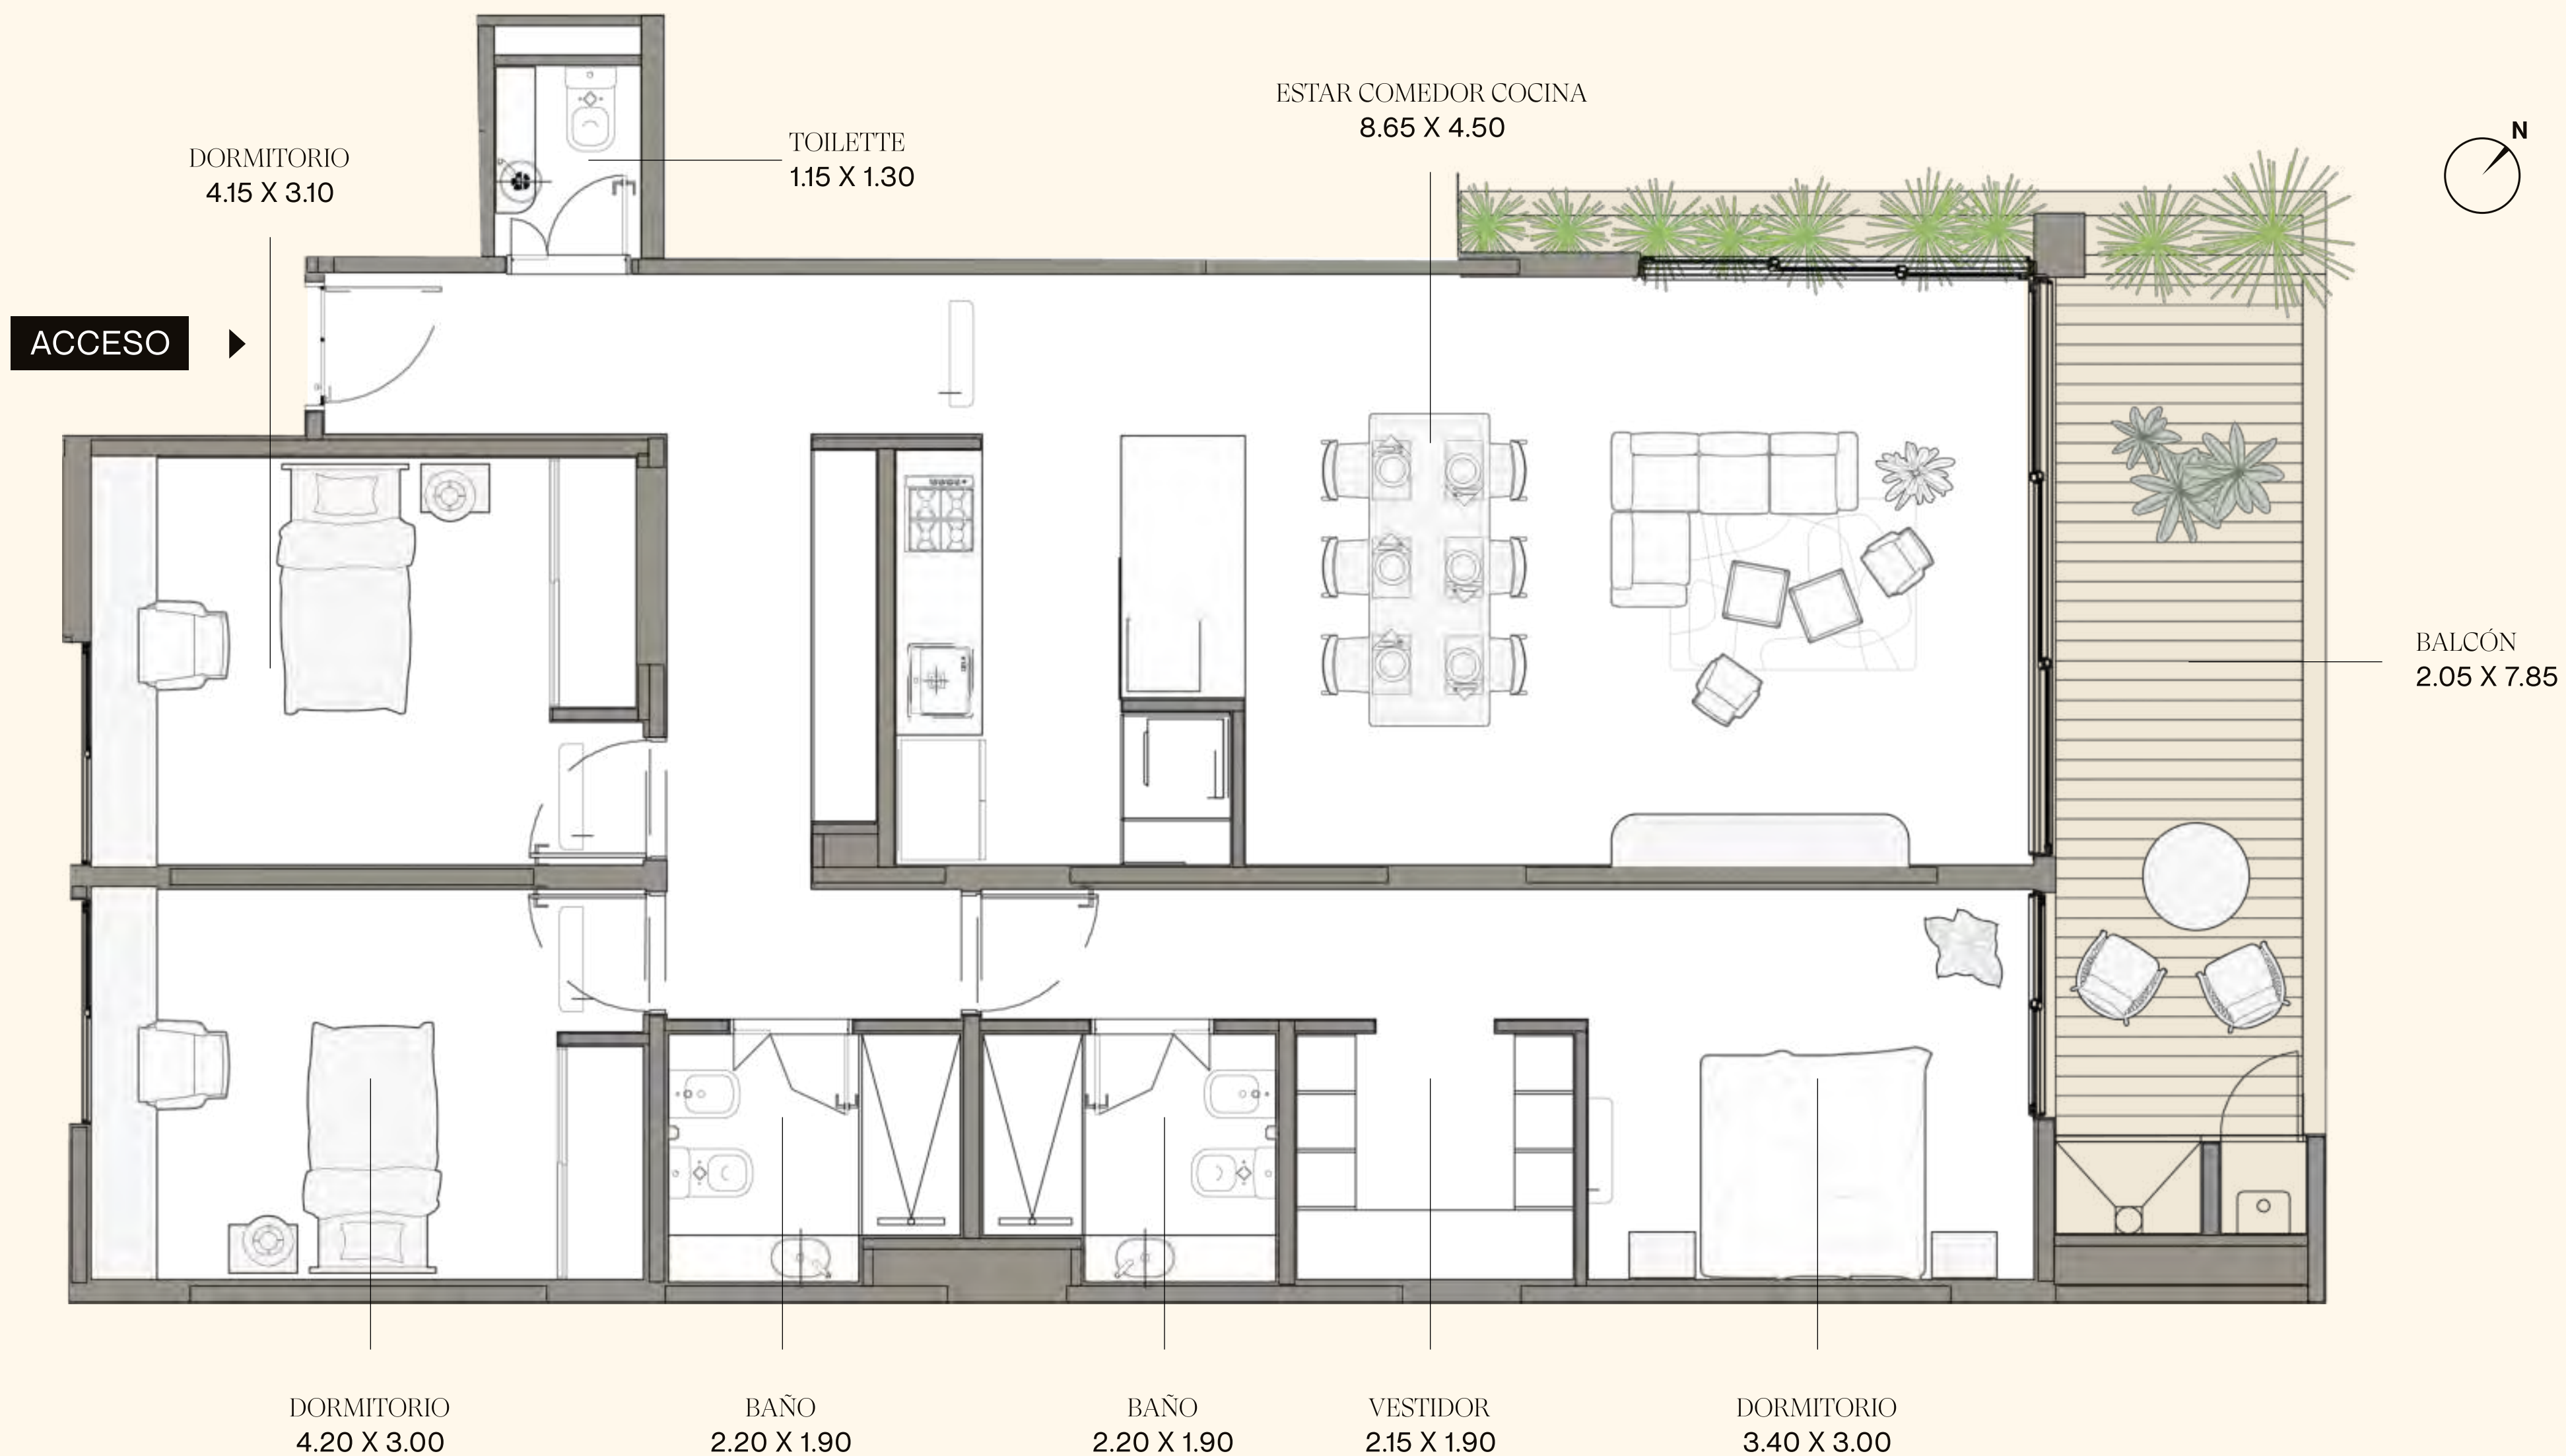 ESTAR COMEDOR COCINA
8.65 X 4.50
N
TOILETTE
1.15 X 1.30
DORMITORIO
4.15 X 3.10
ACCESO
BALCÓN
2.05 X 7.85
DORMITORIO
4.20 X 3.00
BAÑO
2.20 X 1.90
BAÑO
2.20 X 1.90
VESTIDOR
2.15 X 1.90
DORMITORIO
3.40 X 3.00